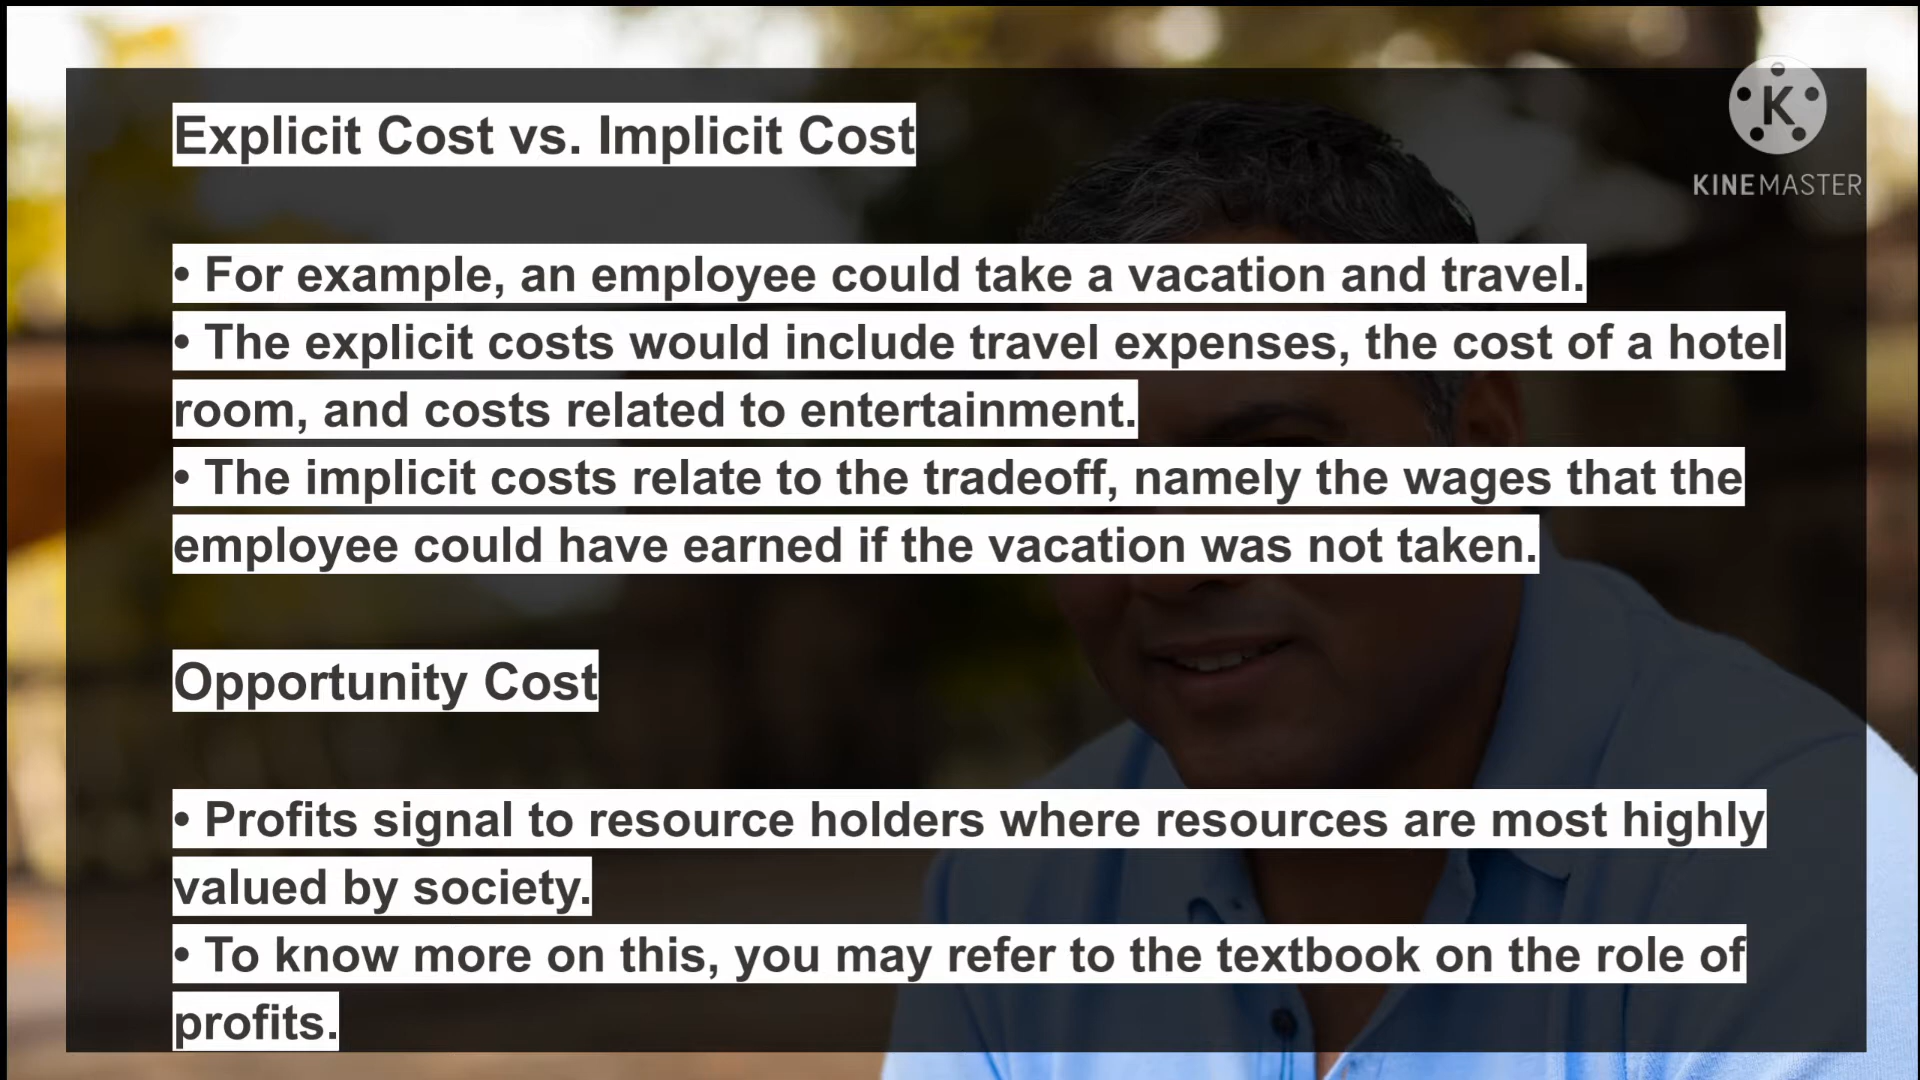 Explicit Cost vs. Implicit Cost
K
KINEMASTER
• For example, an employee could take a vacation and travel.
• The explicit costs would include travel expenses, the cost of a hotel
room, and costs related to entertainment.
• The implicit costs relate to the tradeoff, namely the wages that the
employee could have earned if the vacation was not taken.
Opportunity Cost
• Profits signal to resource holders where resources are most highly
valued by society.
• To know more on this, you may refer to the textbook on the role of
profits.